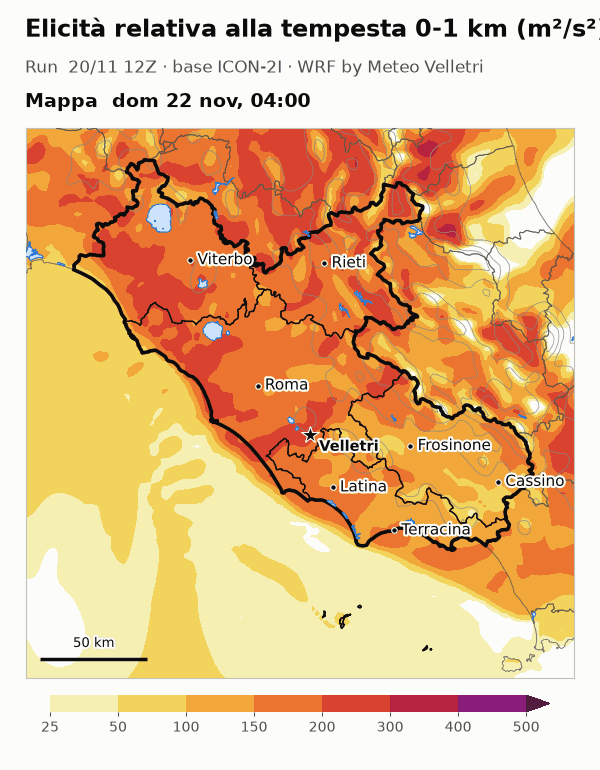 Elicità relativa alla tempesta 0-1 km (m²/s²)
Run 20/11 12Z · base ICON-2I · WRF by Meteo Velletri
Mappa dom 22 nov, 04:00
Viterbo
Rieti
Roma
Velletri
Frosinone
Cassino
Latina
Terracina
50 km
25 50 100 150 200 300 400 500